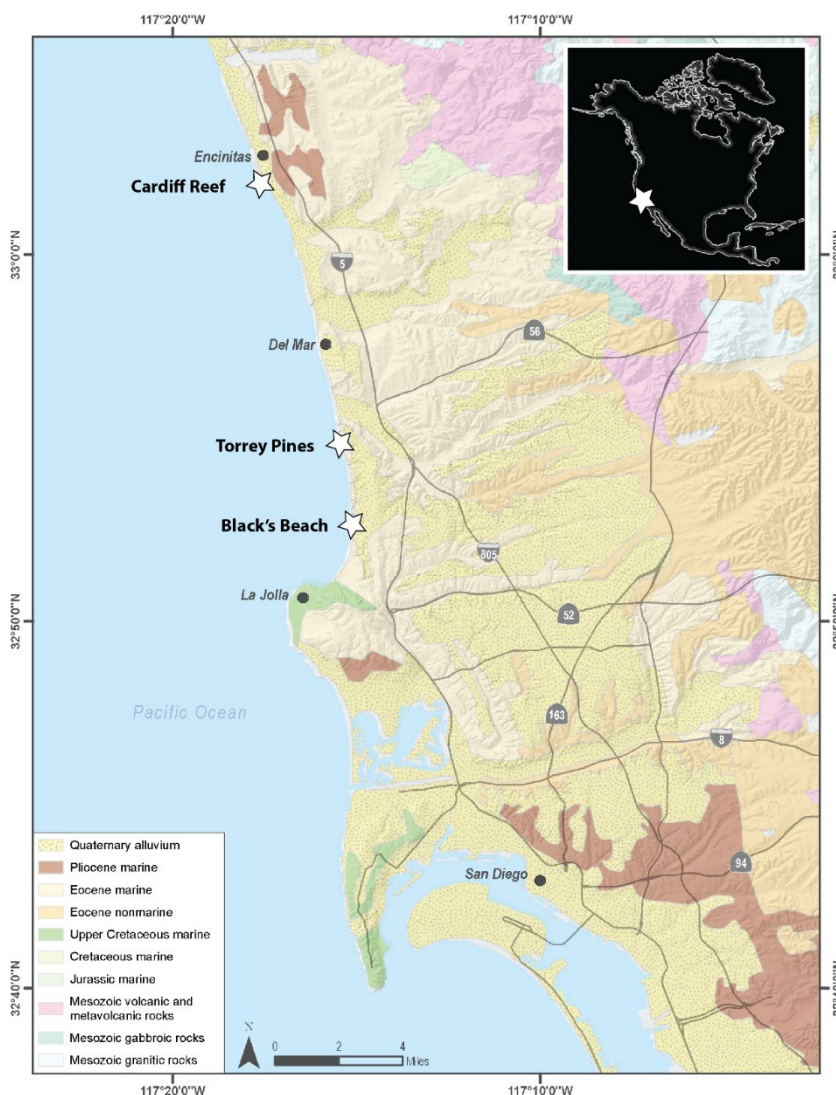 117°20'0"W
117°10'0"W
Encinitas
Cardiff Reef
33°0'0"N
5
Del Mar
56
Torrey Pines
Black's Beach
805
La Jolla
32°50'0"N
52
Pacific Ocean
163
8
San Diego
94
Quaternary alluvium
Pliocene marine
Eocene marine
Eocene nonmarine
Upper Cretaceous marine
Cretaceous marine
Jurassic marine
Mesozoic volcanic and
metavolcanic rocks
Mesozoic gabbroic rocks
Mesozoic granitic rocks
N
0 2 4
Miles
32°40'0"N
117°20'0"W
117°10'0"W